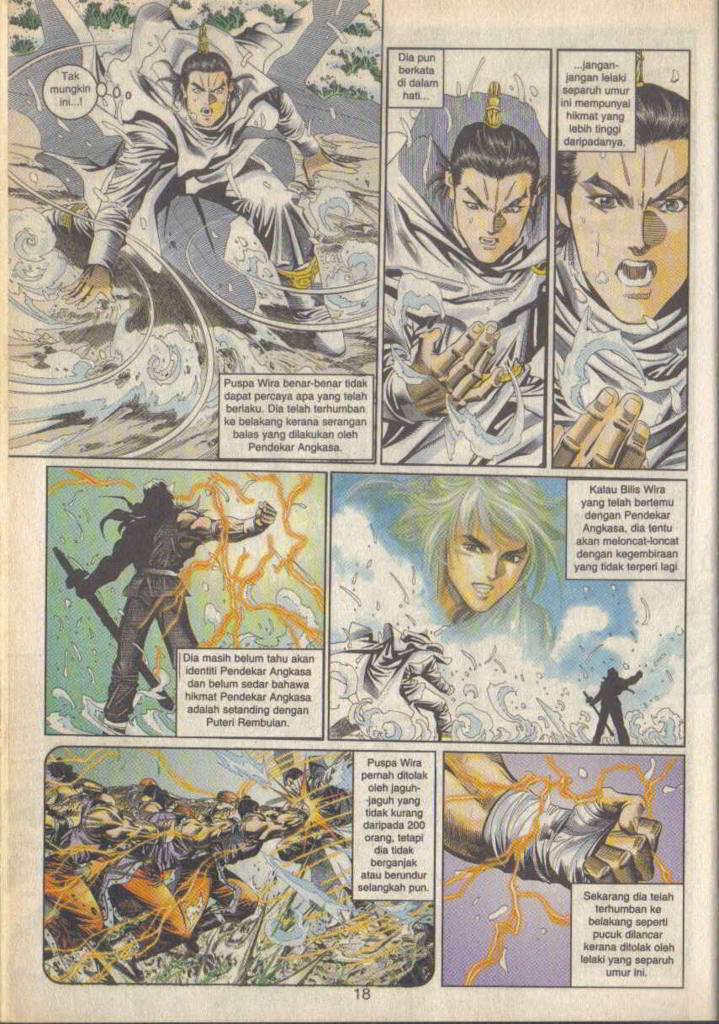 Tak
mungkin
ini...!
Puspa Wira benar-benar tidak
dapat percaya apa yang telah
berlaku. Dia telah terhumban
ke belakang kerana serangan
balas yang dilakukan oleh
Pendekar Angkasa.
Dia pun
berkata
di dalam
hati...
...jangan-
jangan lelaki
separuh umur
ini mempunyai
hikmat yang
lebih tinggi
daripadanya.
Dia masih belum tahu akan
identiti Pendekar Angkasa
dan belum sedar bahawa
hikmat Pendekar Angkasa
adalah setanding dengan
Puteri Rembulan.
Kalau Bilis Wira
yang telah bertemu
dengan Pendekar
Angkasa, dia tentu
akan meloncat-loncat
dengan kegembiraan
yang tidak terperi lagi.
Puspa Wira
pernah ditolak
oleh jaguh-
-jaguh yang
tidak kurang
daripada 200
orang, tetapi
dia tidak
berganjak
atau berundur
selangkah pun.
Sekarang dia telah
terhumban ke
belakang seperti
pucuk dilancar
kerana ditolak oleh
lelaki yang separuh
umur ini.
18